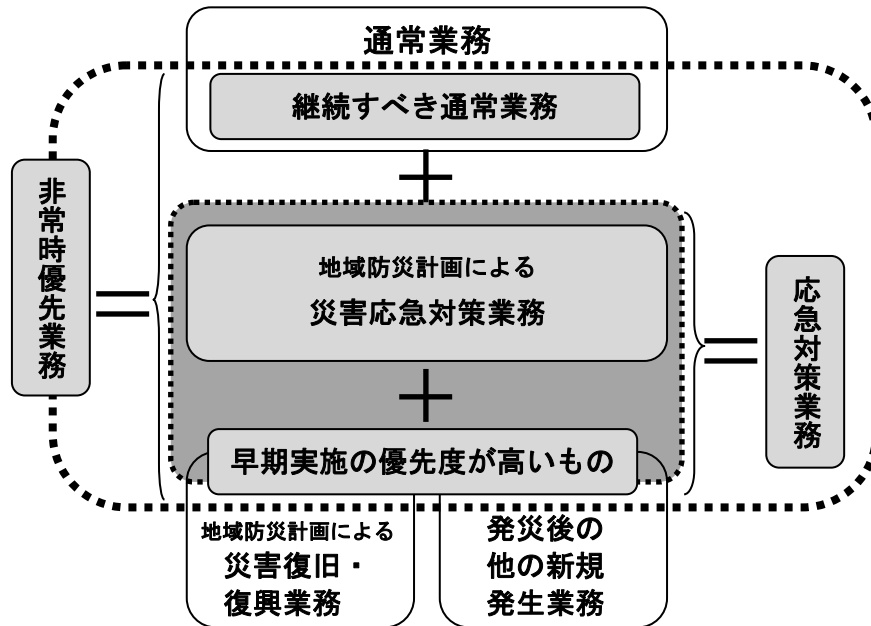 通常業務
継続すべき通常業務
非常時優先業務
地域防災計画による
災害応急対策業務
応急対策業務
早期実施の優先度が高いもの
地域防災計画による
災害復旧・
復興業務
発災後の
他の新規
発生業務